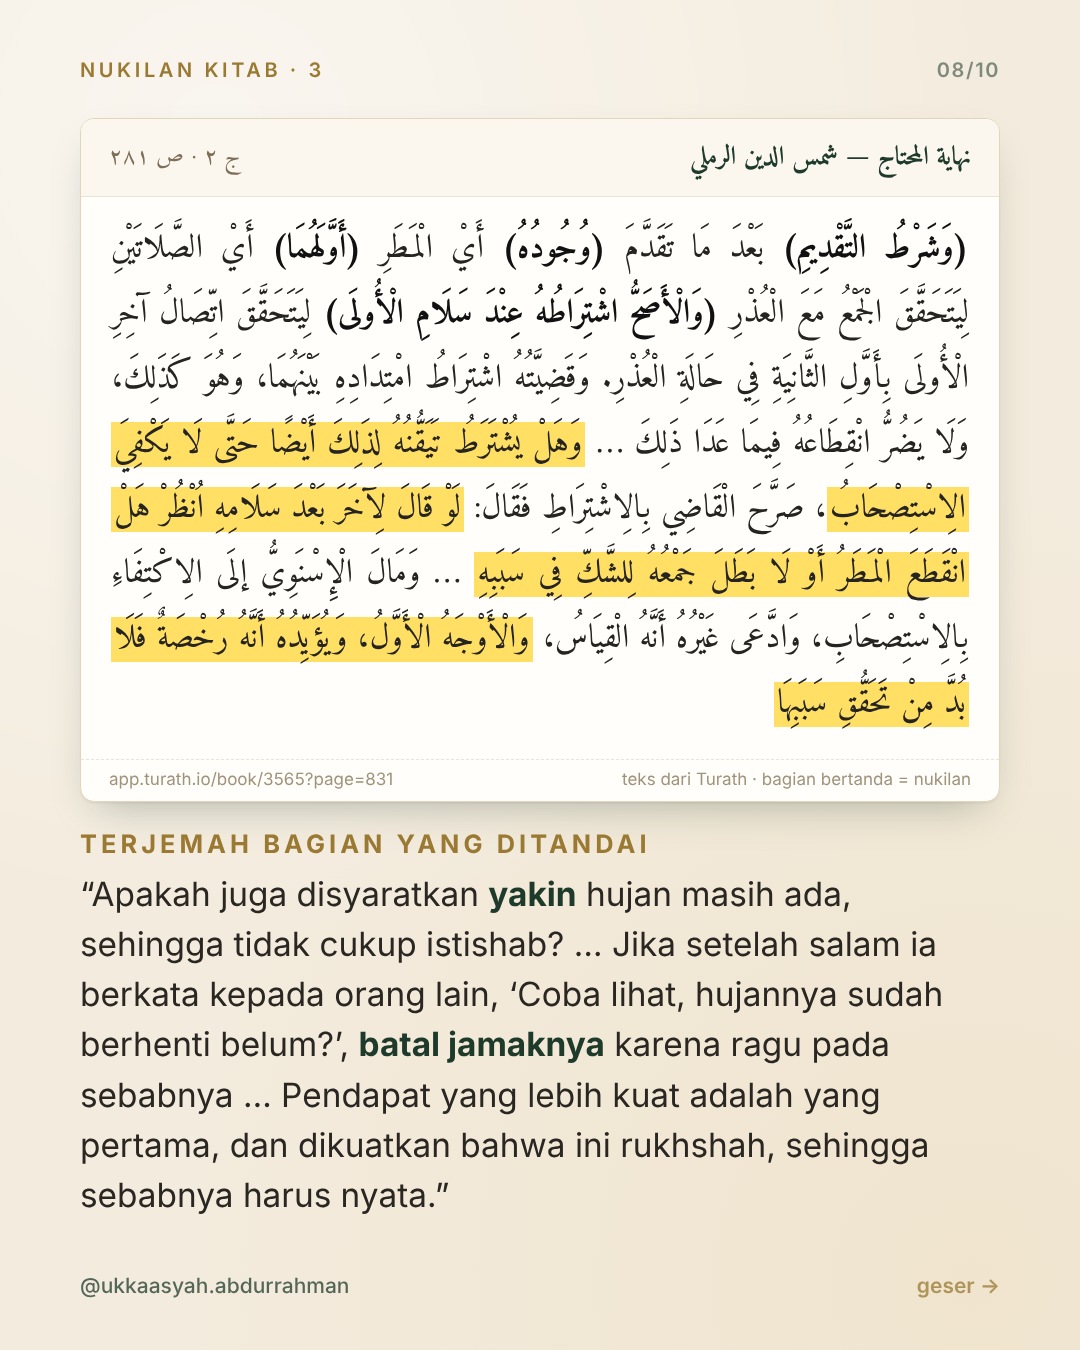 NUKILAN KITAB · 3
08/10
نهاية المحتاج — شمس الدين الرملي
ج ٢ · ص ٢٨١
(وَشَرْطُ التَّقْدِيمِ) بَعْدَ مَا تَقَدَّمَ (وُجُودُهُ) أَيْ الْمَطَرِ (أَوَّلَهُمَا) أَيْ الصَّلَاتَيْنِ
لِيَتَحَقَّقَ الْجَمْعُ مَعَ الْعُذْرِ (وَالْأَصَحُّ اشْتِرَاطُهُ عِنْدَ سَلَامِ الْأُولَى) لِيَتَحَقَّقَ اتِّصَالُ آخِرِ
الْأُولَى بِأَوَّلِ الثَّانِيَةِ فِي حَالَةِ الْعُذْرِ. وَقَضِيَّتُهُ اشْتِرَاطُ امْتِدَادِهِ بَيْنَهُمَا، وَهُوَ كَذَلِكَ،
وَلَا يَضُرُّ انْقِطَاعُهُ فِيمَا عَدَا ذَلِكَ ... وَهَلْ يُشْتَرَطُ تَيَقُّنُهُ لِذَلِكَ أَيْضًا حَتَّى لَا يَكْفِيَ
الِاسْتِصْحَابُ، صَرَّحَ الْقَاضِي بِالِاشْتِرَاطِ فَقَالَ: لَوْ قَالَ لِآخَرَ بَعْدَ سَلَامِهِ اُنْظُرْ هَلْ
انْقَطَعَ الْمَطَرُ أَوْ لَا بَطَلَ جَمْعُهُ لِلشَّكِّ فِي سَبَبِهِ ... وَمَالَ الْإِسْنَوِيُّ إلَى الِاكْتِفَاءِ
بِالِاسْتِصْحَابِ، وَادَّعَى غَيْرُهُ أَنَّهُ الْقِيَاسُ، وَالْأَوْجَهُ الْأَوَّلُ، وَيُؤَيِّدُهُ أَنَّهُ رُخْصَةٌ فَلَا
بُدَّ مِنْ تَحَقُّقِ سَبَبِهَا
app.turath.io/book/3565?page=831
teks dari Turath · bagian bertanda = nukilan
TERJEMAH BAGIAN YANG DITANDAI
“Apakah juga disyaratkan yakin hujan masih ada,
sehingga tidak cukup istishab? ... Jika setelah salam ia
berkata kepada orang lain, ‘Coba lihat, hujannya sudah
berhenti belum?’, batal jamaknya karena ragu pada
sebabnya ... Pendapat yang lebih kuat adalah yang
pertama, dan dikuatkan bahwa ini rukhshah, sehingga
sebabnya harus nyata.”
@ukkaasyah.abdurrahman
geser →